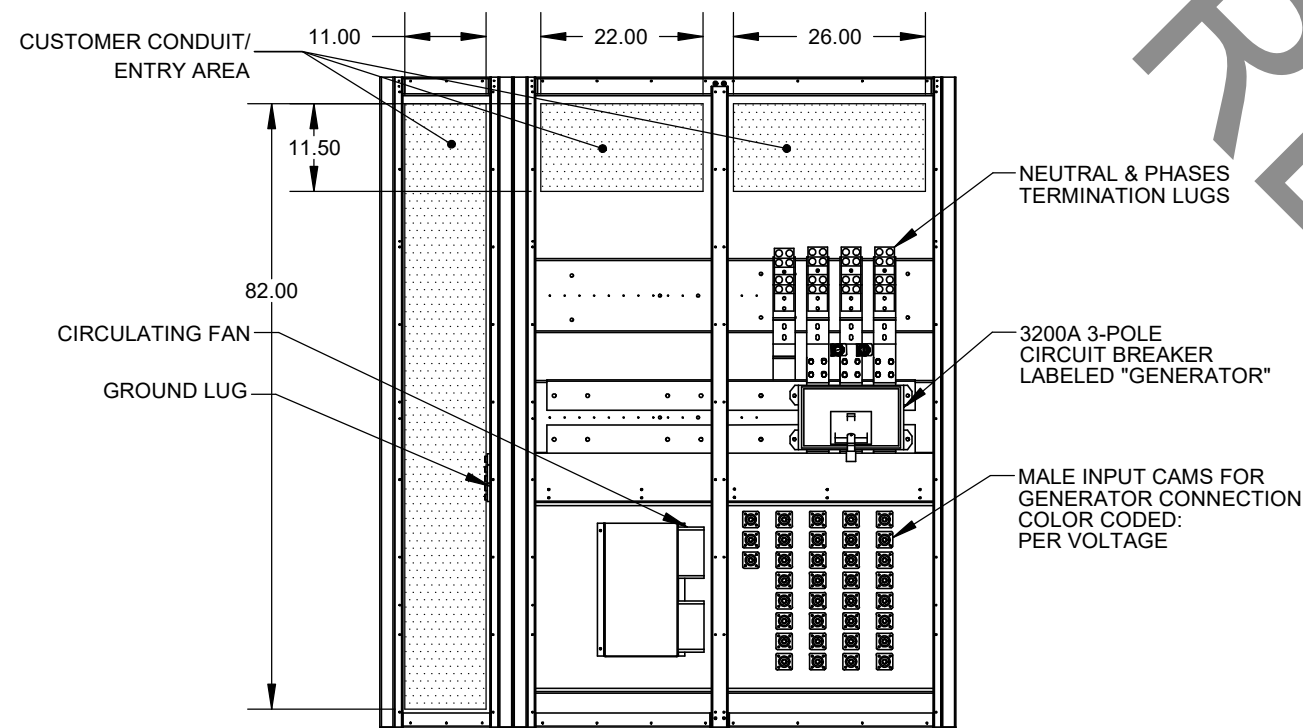 CUSTOMER CONDUIT/
ENTRY AREA
11.00
22.00
26.00
11.50
82.00
NEUTRAL & PHASES
TERMINATION LUGS
CIRCULATING FAN
GROUND LUG
3200A 3-POLE
CIRCUIT BREAKER
LABELED "GENERATOR"
MALE INPUT CAMS FOR
GENERATOR CONNECTION
COLOR CODED:
PER VOLTAGE